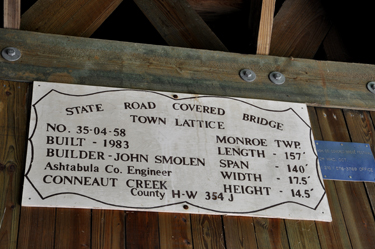 STATE ROAD COVERED BRIDGE
TOWN LATTICE
NO. 35-04-58
BUILT - 1983
BUILDER - JOHN SMOLEN
Ashtabula Co. Engineer
CONNEAUT CREEK
County H-W 354 J
MONROE TWP.
LENGTH - 157'
SPAN - 140'
WIDTH - 17.5'
HEIGHT - 14.5'